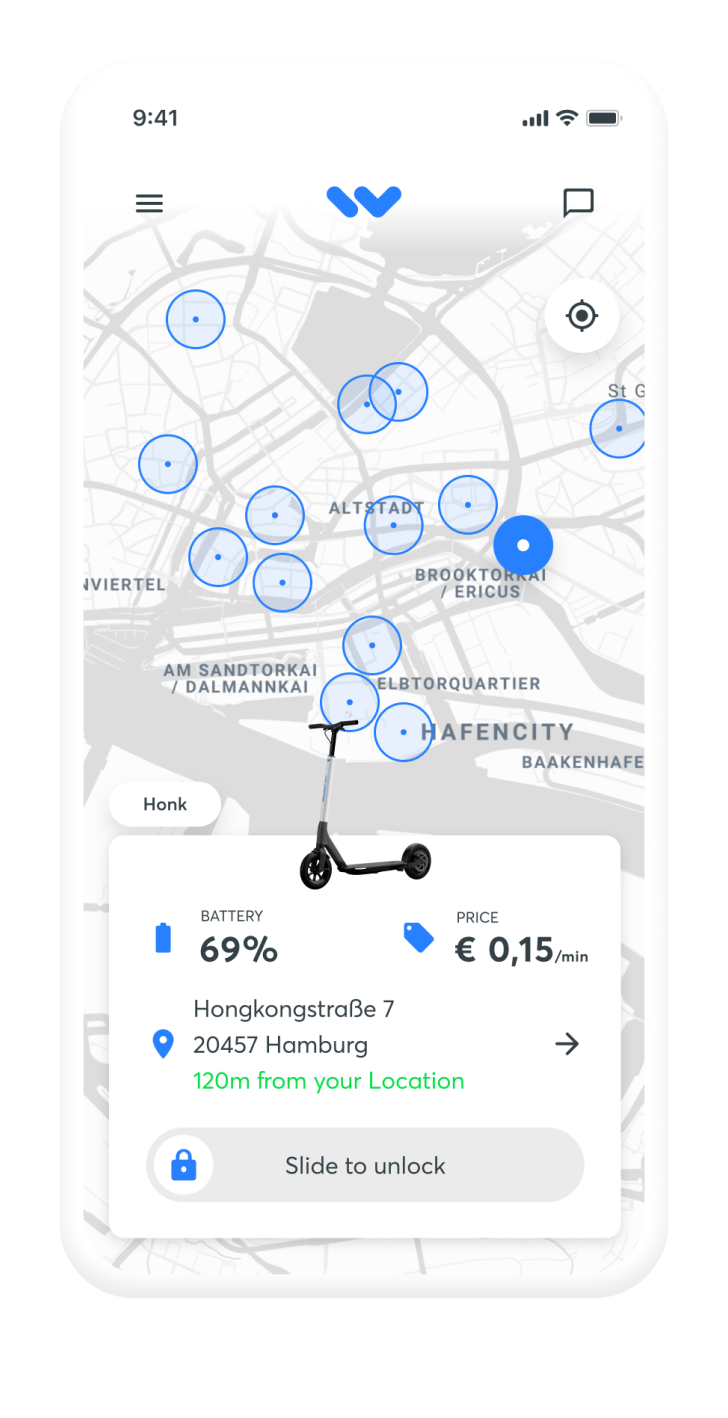 9:41
St G
ALTSTADT
BROOKTORKAI
/ ERICUS
NVIERTEL
AM SANDTORKAI
/ DALMANNKAI
ELBTORQUARTIER
HAFENCITY
BAAKENHAFE
Honk
BATTERY
69%
PRICE
€ 0,15/min
Hongkongstraße 7
20457 Hamburg
120m from your Location
Slide to unlock